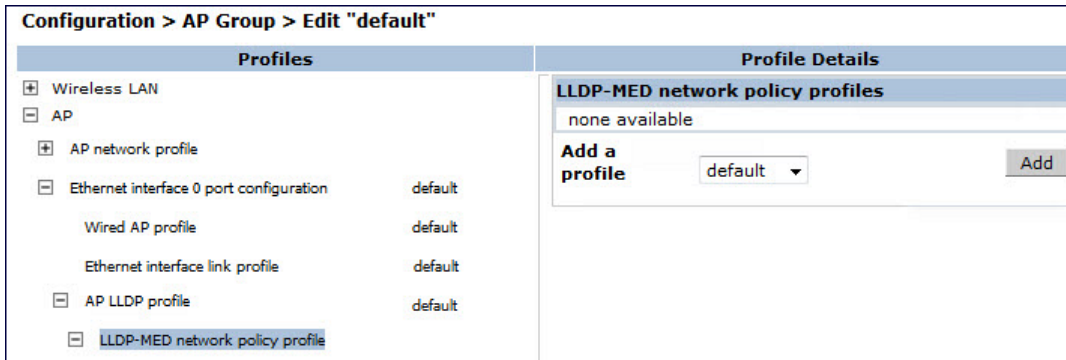 Configuration > AP Group > Edit "default"
Profiles
Wireless LAN
AP
AP network profile
Ethernet interface 0 port configuration default
Wired AP profile default
Ethernet interface link profile default
AP LLDP profile default
LLDP-MED network policy profile
Profile Details
LLDP-MED network policy profiles
none available
Add a
profile
default
Add